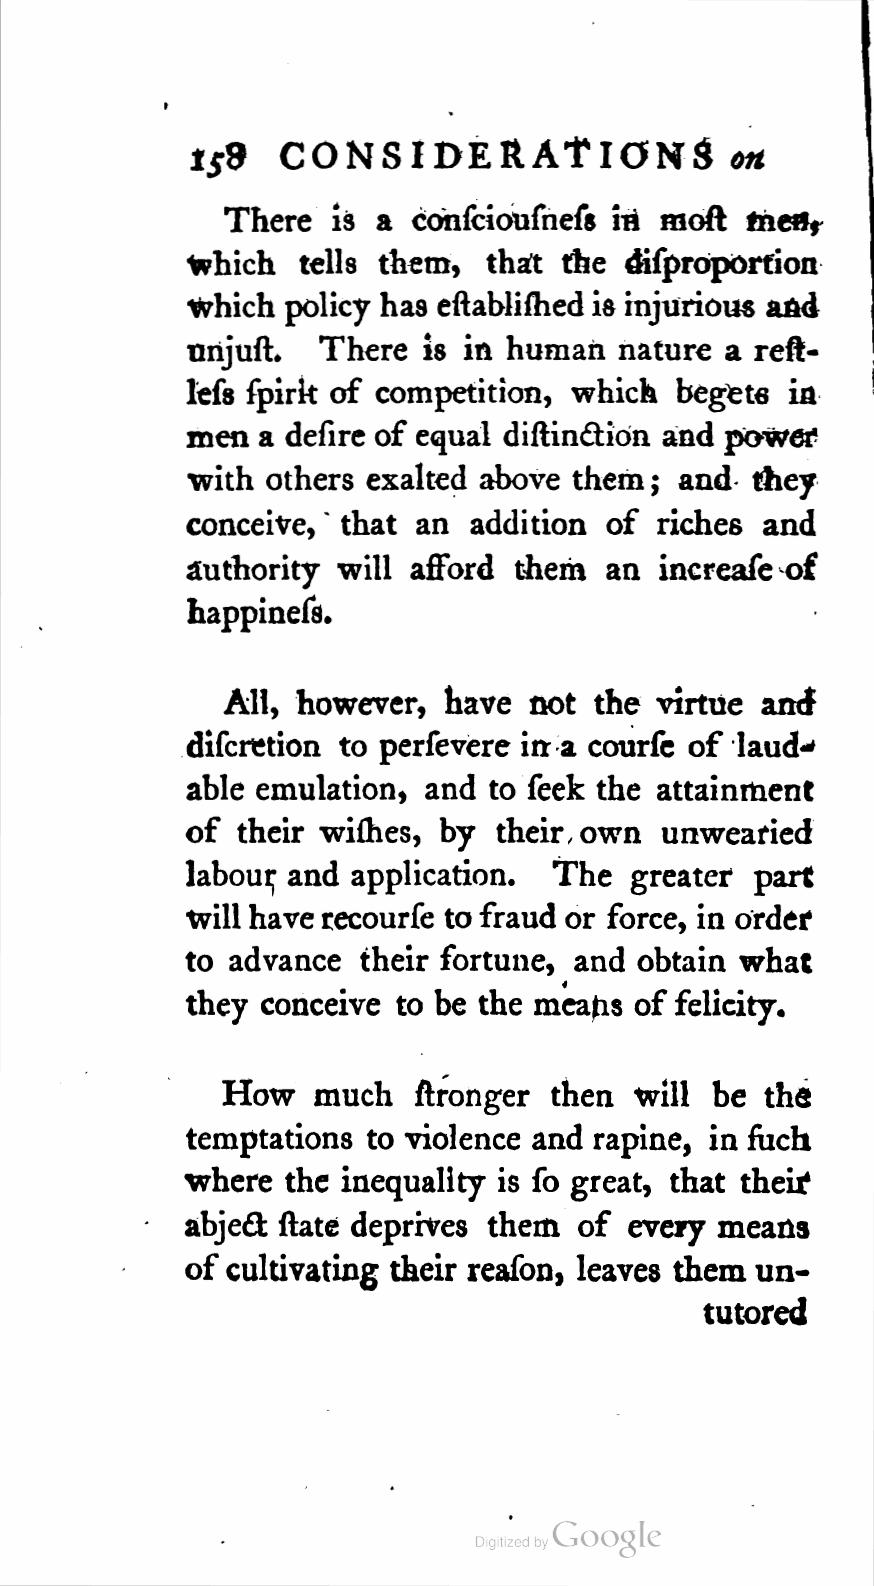 158 CONSIDERATIONS on
There is a conſciouſneſs in moſt men,
which tells them, that the diſproportion
which policy has eſtabliſhed is injurious and
unjuſt. There is in human nature a reſt-
leſs ſpirit of competition, which begets in
men a deſire of equal diſtinction and power
with others exalted above them; and they
conceive, that an addition of riches and
authority will afford them an increaſe of
happineſs.
All, however, have not the virtue and
diſcretion to perſevere in a courſe of laud-
able emulation, and to ſeek the attainment
of their wiſhes, by their own unwearied
labour and application. The greater part
will have recourſe to fraud or force, in order
to advance their fortune, and obtain what
they conceive to be the means of felicity.
How much ſtronger then will be the
temptations to violence and rapine, in ſuch
where the inequality is ſo great, that their
abject ſtate deprives them of every means
of cultivating their reaſon, leaves them un-
tutored
Digitized by Google